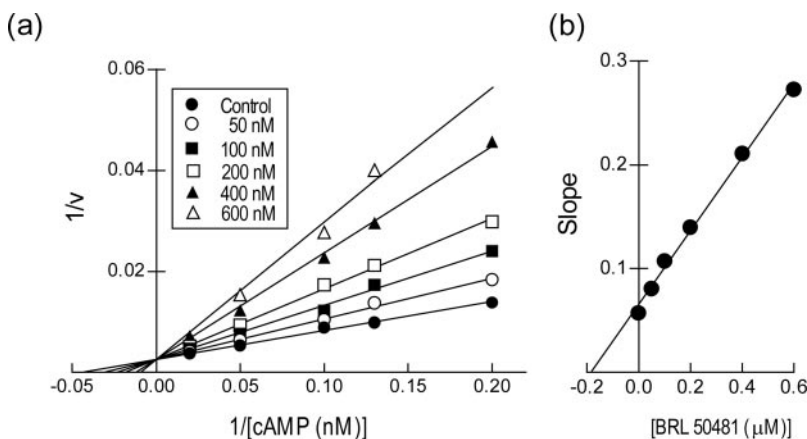 (a)
(b)
0.06
0.04
0.02
1/v
Control
50 nM
100 nM
200 nM
400 nM
600 nM
-0.05
0.00
0.05
0.10
0.15
0.20
1/[cAMP (nM)]
0.3
0.2
0.1
Slope
-0.2
0.0
0.2
0.4
0.6
[BRL 50481 (μM)]